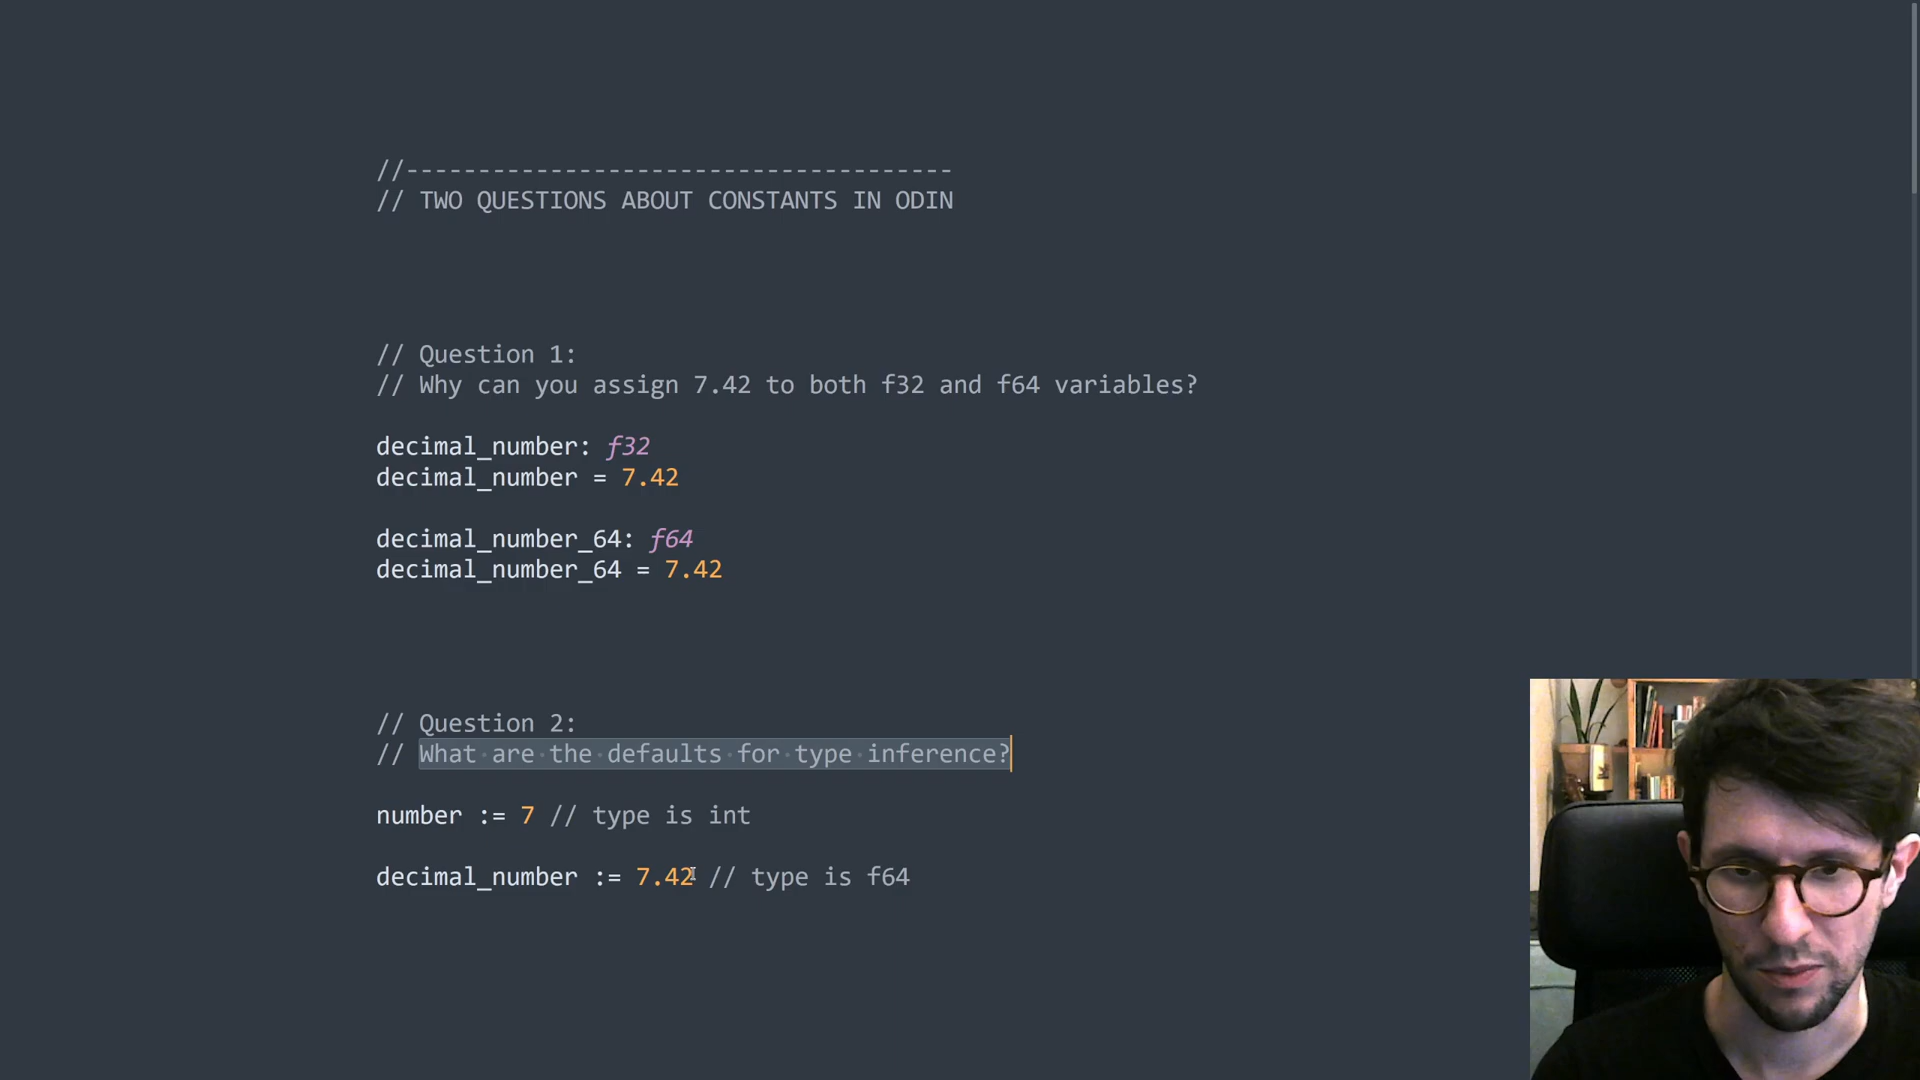 //--------------------------------------
// TWO QUESTIONS ABOUT CONSTANTS IN ODIN
// Question 1:
// Why can you assign 7.42 to both f32 and f64 variables?
decimal_number: f32
decimal_number = 7.42
decimal_number_64: f64
decimal_number_64 = 7.42
// Question 2:
// What are the defaults for type inference?
number := 7 // type is int
decimal_number := 7.42 // type is f64